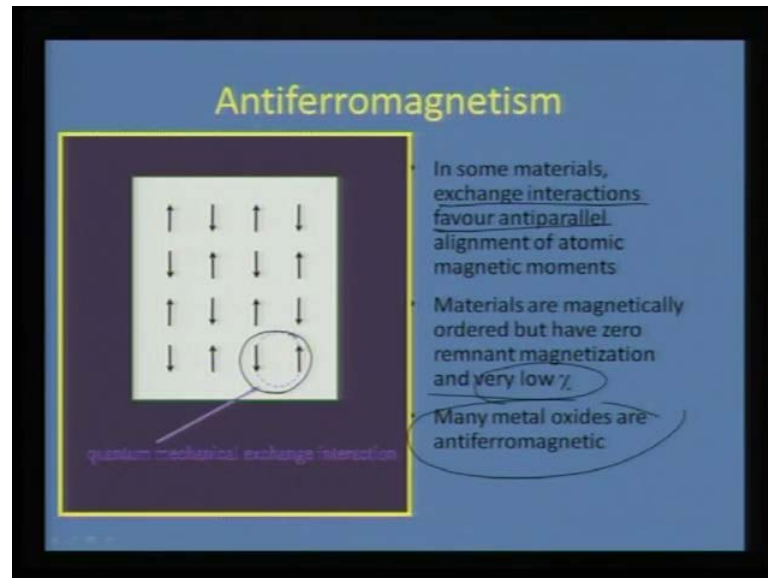 Antiferromagnetism
• In some materials,
exchange interactions
favour antiparallel
alignment of atomic
magnetic moments
• Materials are magnetically
ordered but have zero
remnant magnetization
and very low χ
• Many metal oxides are
antiferromagnetic
quantum mechanical exchange interaction